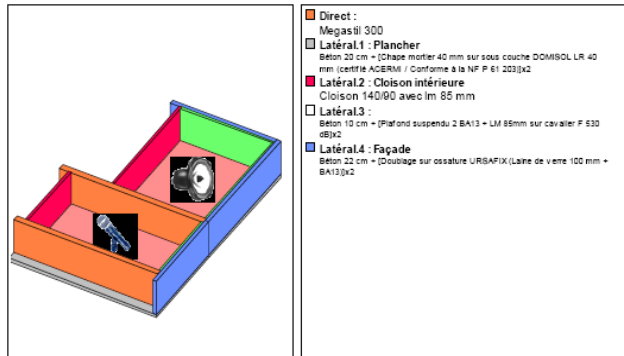 Direct :
Megastil 300
Latéral.1 : Plancher
Béton 20 cm + [Chape mortier 40 mm sur sous couche DOMISOL LR 40
mm (certifié ACERMI / Conforme à la NF P 61 203)]x2
Latéral.2 : Cloison intérieure
Cloison 140/90 avec lm 85 mm
Latéral.3 :
Béton 10 cm + [Plafond suspendu 2 BA13 + LM 85mm sur cavalier F 530
dB]x2
Latéral.4 : Façade
Béton 22 cm + [Doublage sur ossature URSAFIX (Laine de verre 100 mm +
BA13)]x2